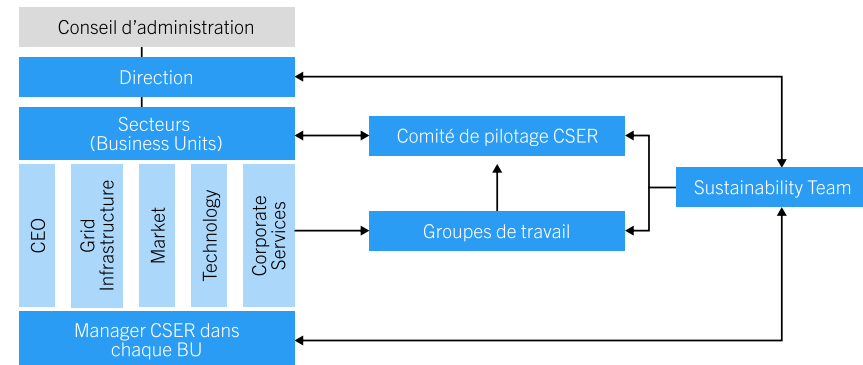 Conseil d’administration
Direction
Secteurs
(Business Units)
Comité de pilotage CSER
Sustainability Team
CEO
Grid
Infrastructure
Market
Technology
Corporate
Services
Groupes de travail
Manager CSER dans
chaque BU